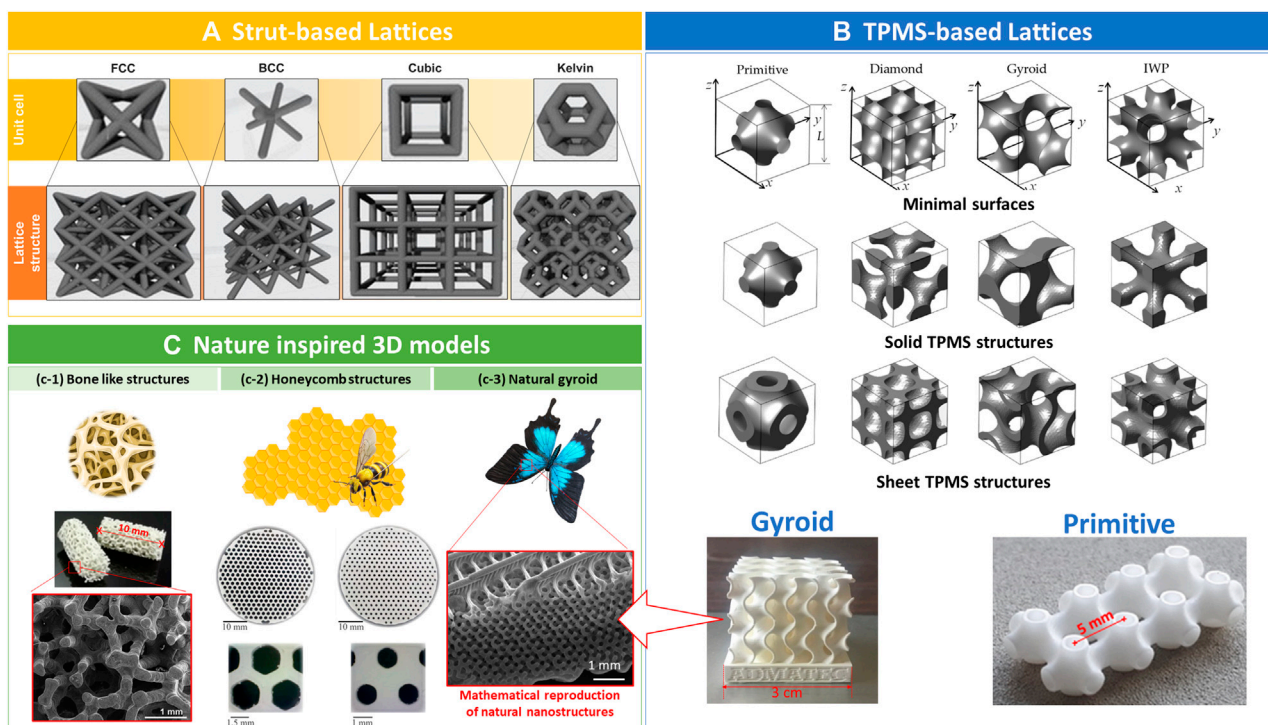 A Strut-based Lattices
FCC
BCC
Cubic
Kelvin
Unit cell
Lattice
structure
B TPMS-based Lattices
Primitive
Diamond
Gyroid
IWP
z
y
L
x
z
y
x
z
y
x
z
y
x
Minimal surfaces
Solid TPMS structures
Sheet TPMS structures
Gyroid
ADMATEC
3 cm
Primitive
5 mm
C Nature inspired 3D models
(c-1) Bone like structures
(c-2) Honeycomb structures
(c-3) Natural gyroid
10 mm
1 mm
10 mm
10 mm
1.5 mm
1 mm
1 mm
Mathematical reproduction
of natural nanostructures